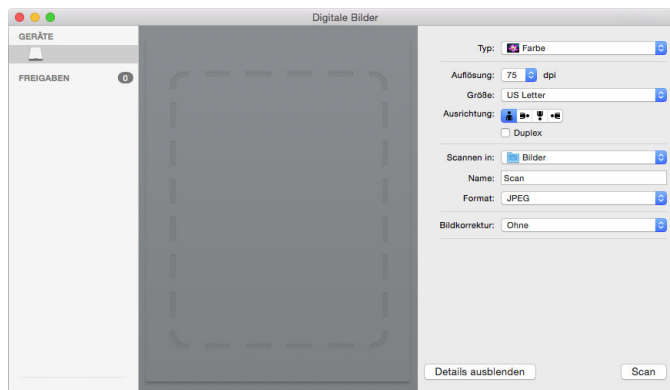 Digitale Bilder
GERÄTE
FREIGABEN 0
Typ: Farbe
Auflösung: 75 dpi
Größe: US Letter
Ausrichtung:
Duplex
Scannen in: Bilder
Name: Scan
Format: JPEG
Bildkorrektur: Ohne
Details ausblenden Scan